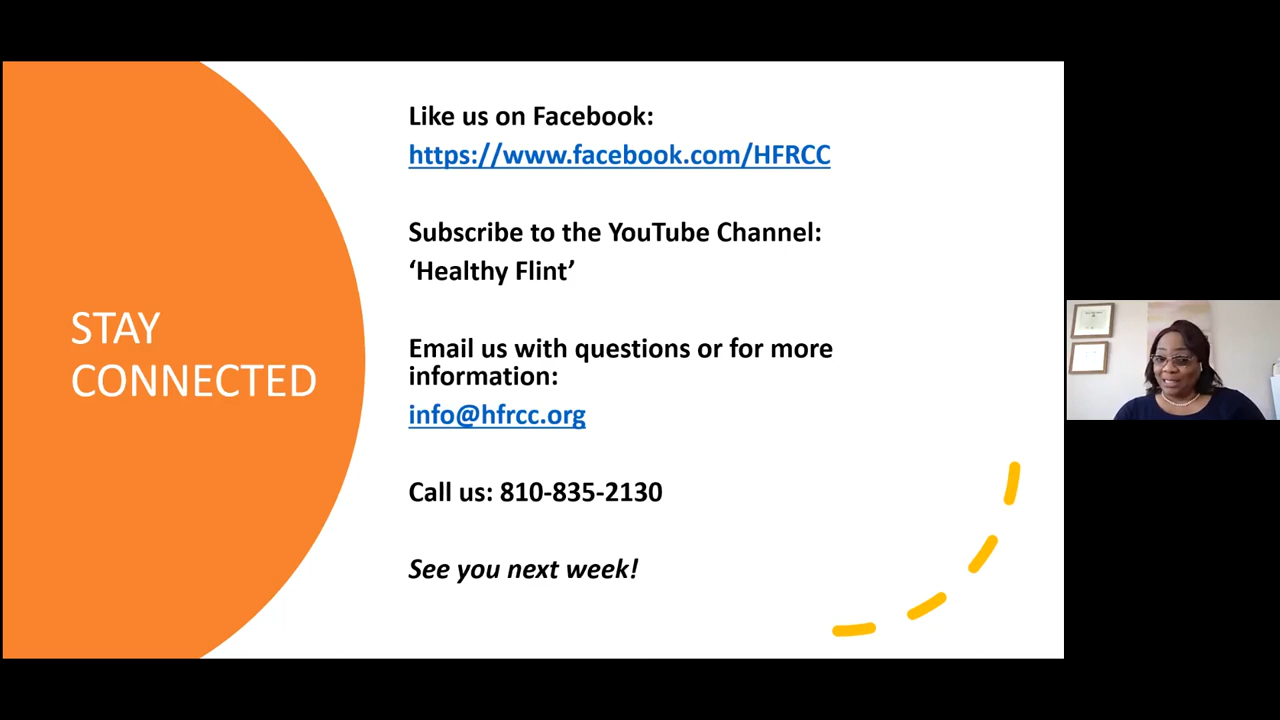 STAY
CONNECTED
Like us on Facebook:
https://www.facebook.com/HFRCC
Subscribe to the YouTube Channel:
‘Healthy Flint’
Email us with questions or for more
information:
info@hfrcc.org
Call us: 810-835-2130
See you next week!